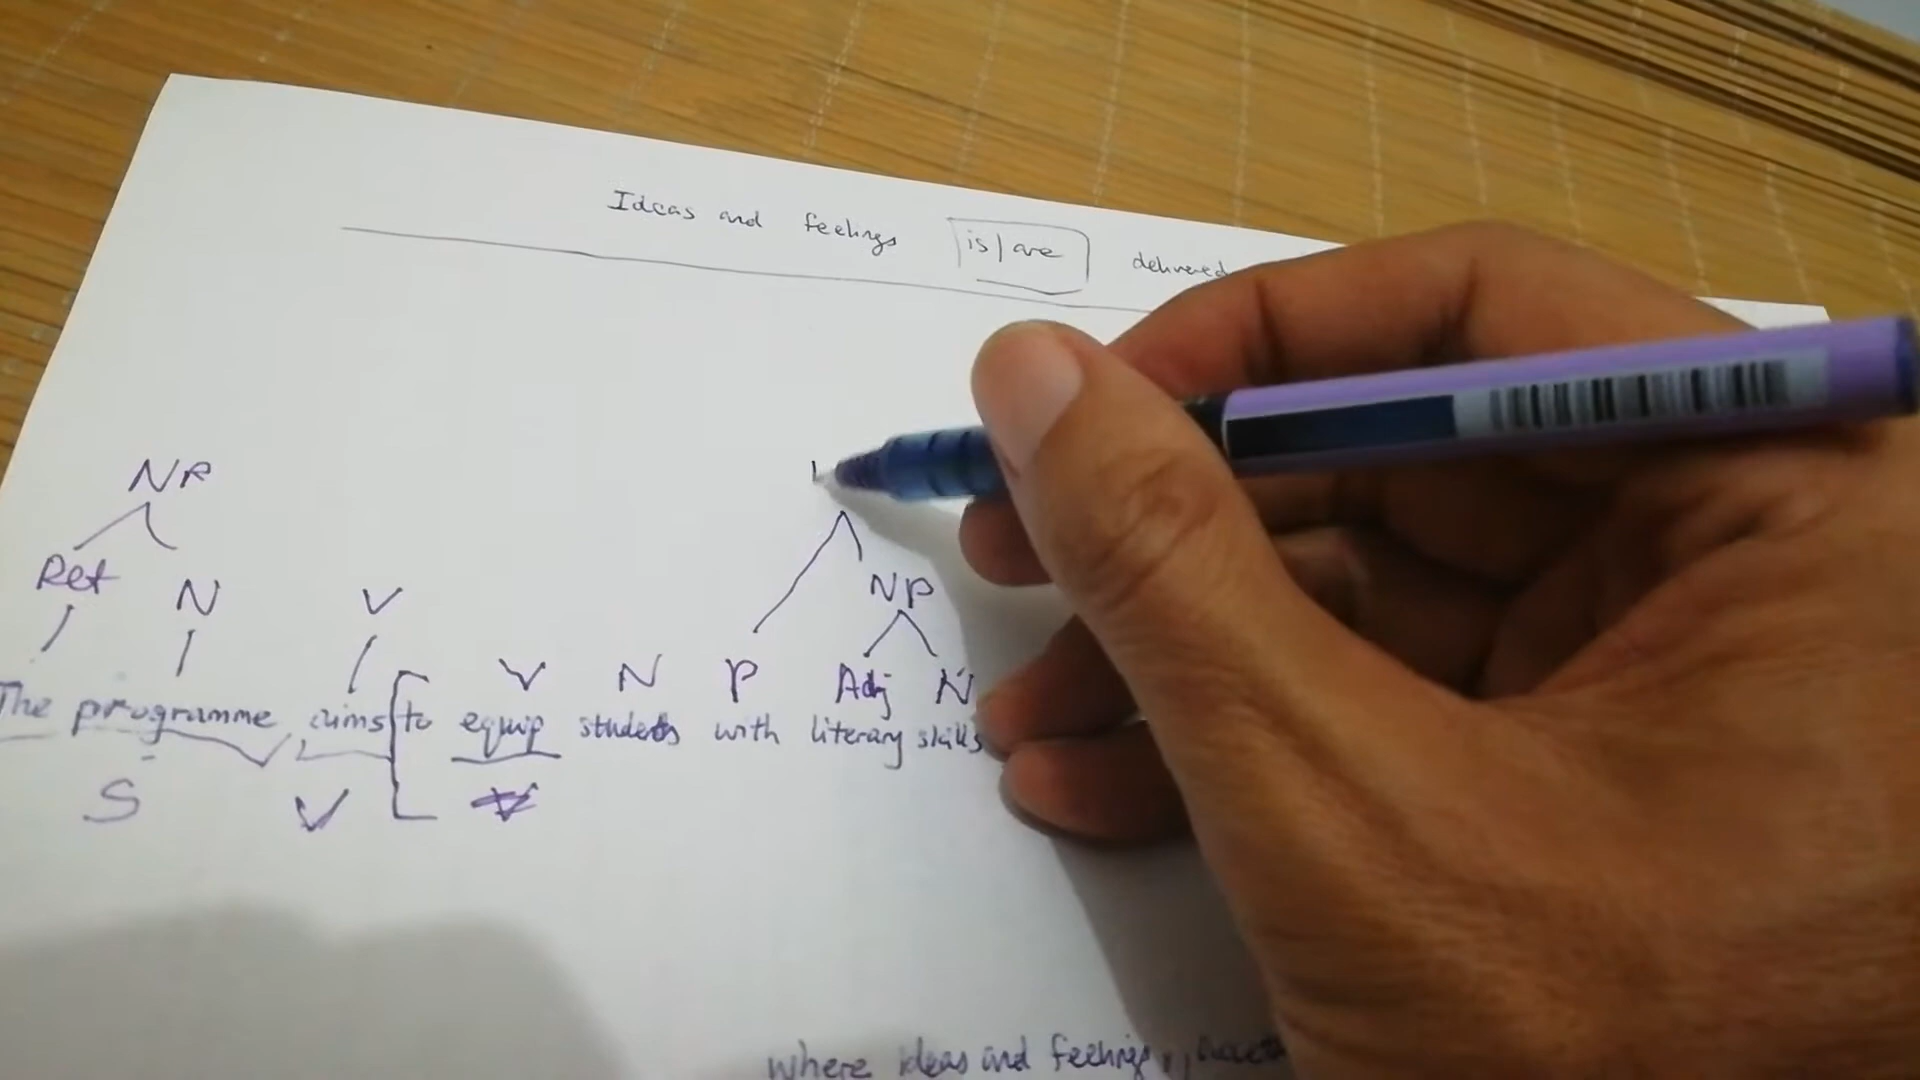 Ideas and feelings is/are delivered
NP
Det N V NP
V N P Adj N
The programme aims to equip students with literary skills
S V V
where ideas and feelings,